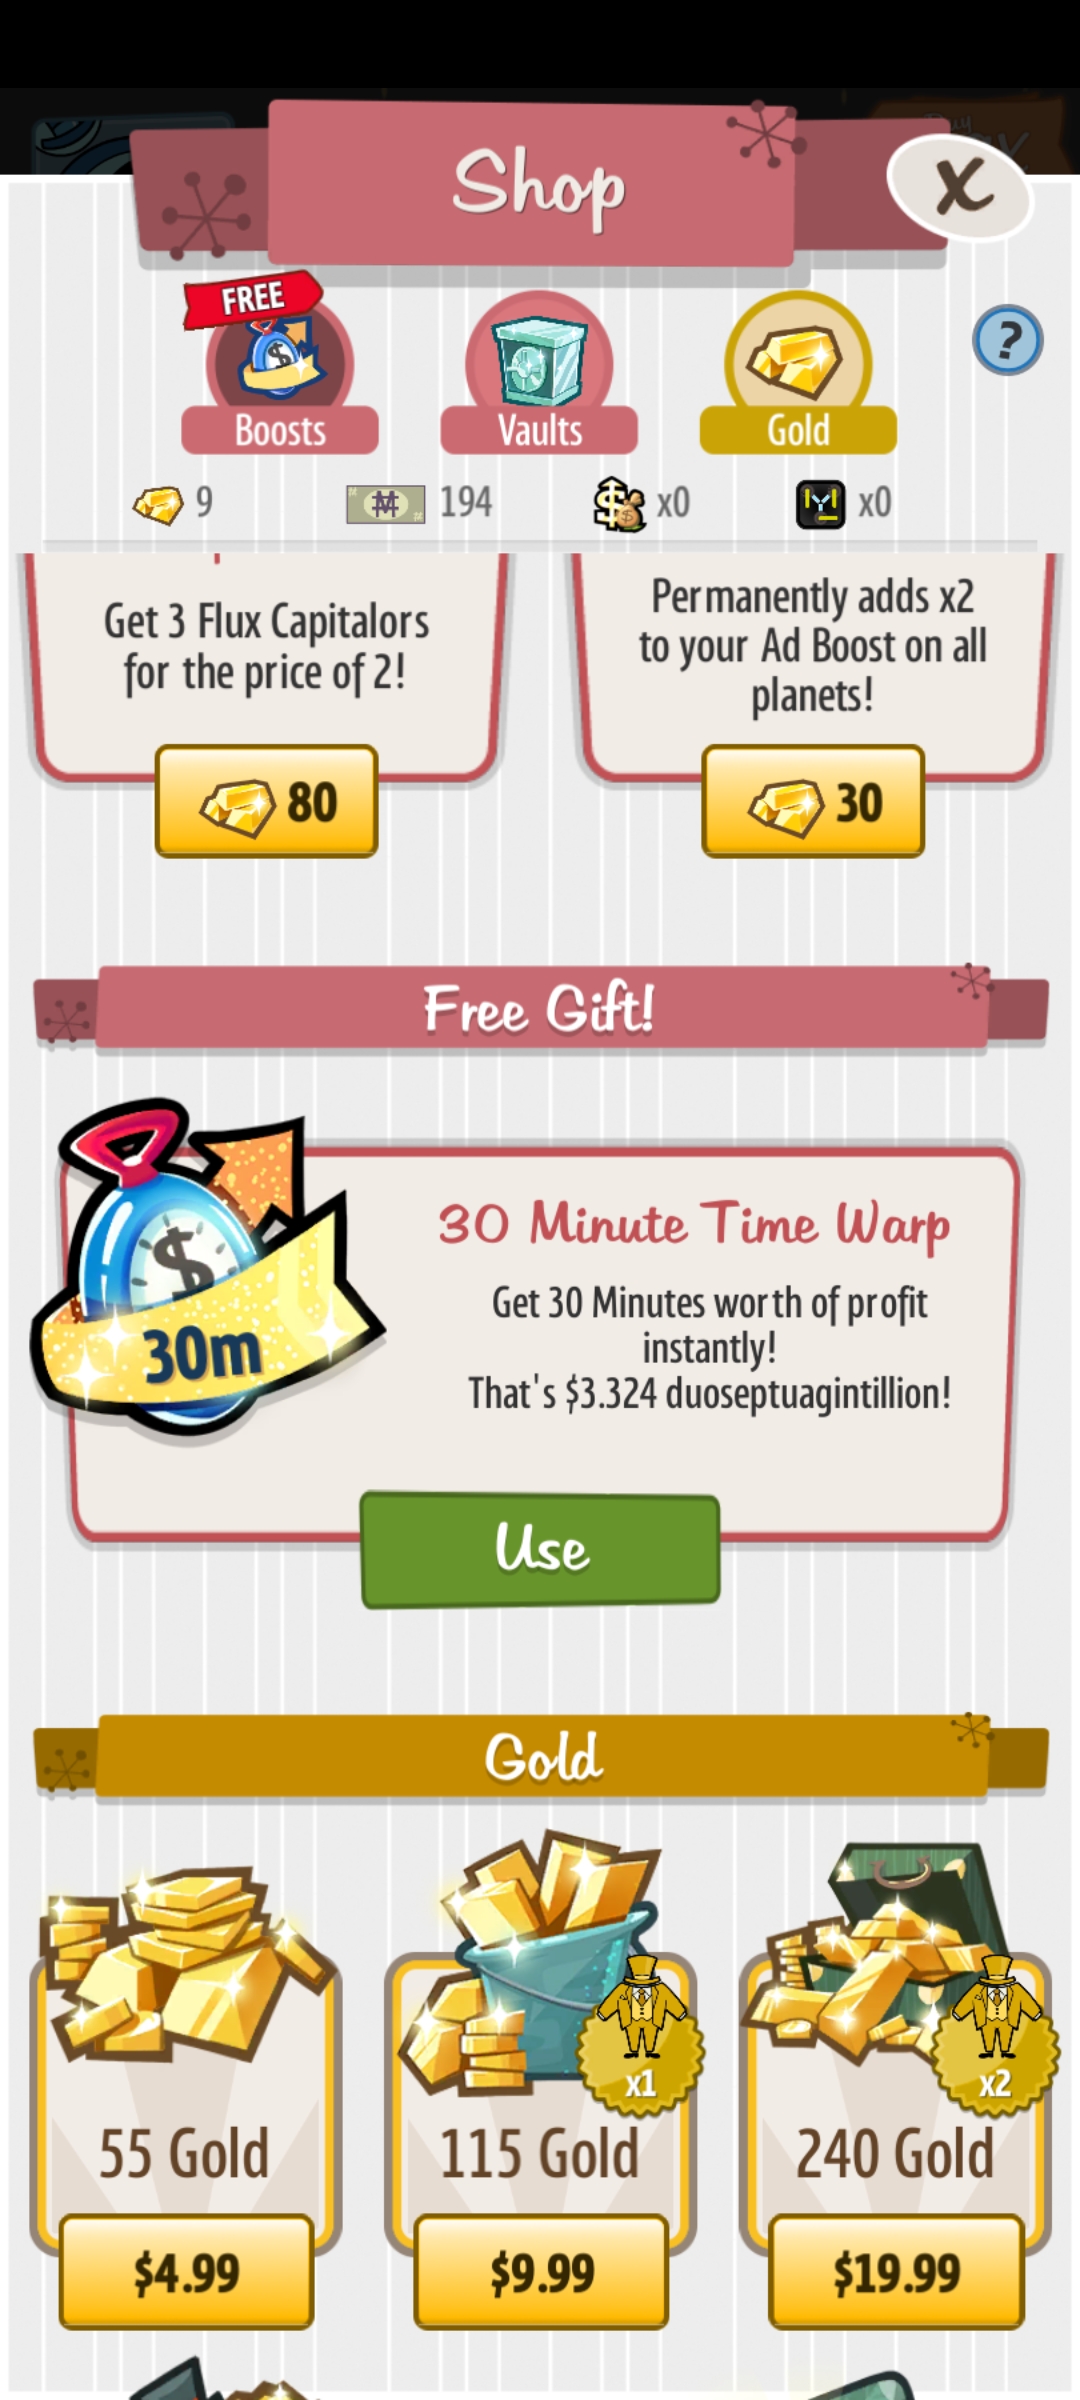 Shop
x
FREE
Boosts
Vaults
Gold
?
9
194
x0
x0
Get 3 Flux Capitalors
for the price of 2!
80
Permanently adds x2
to your Ad Boost on all
planets!
30
Free Gift!
30m
30 Minute Time Warp
Get 30 Minutes worth of profit
instantly!
That's $3.324 duoseptuagintillion!
Use
Gold
55 Gold
$4.99
x1
115 Gold
$9.99
x2
240 Gold
$19.99